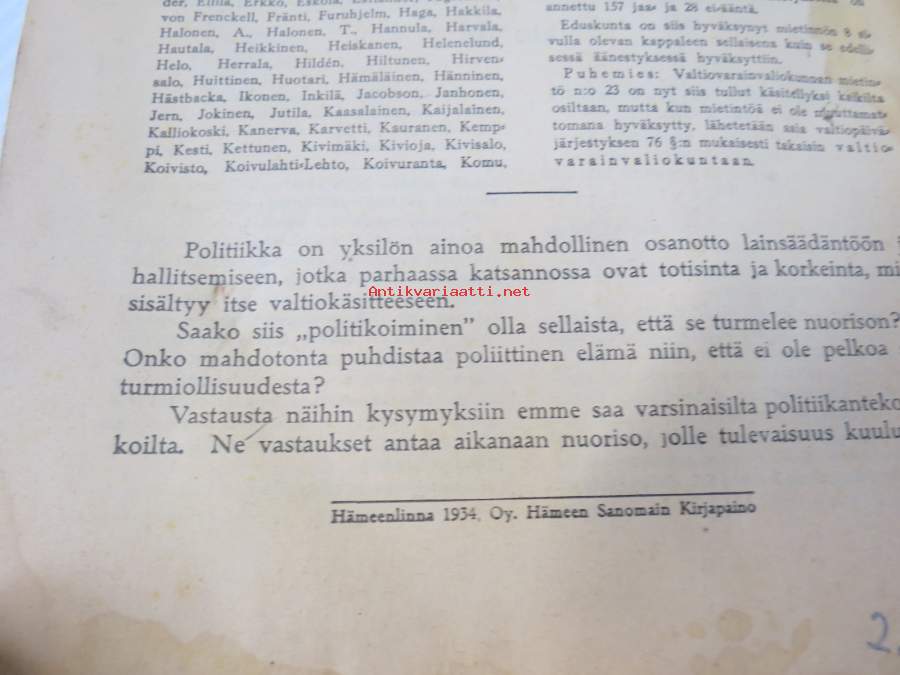 von Frenckell, Fränti, Furuhjelm, Haga, Hakkila,
Halonen, A., Halonen, T., Hannula, Harvala,
Hautala, Heikkinen, Heiskanen, Helenelund,
Helo, Herrala, Hildén, Hiltunen, Hirven-
salo, Huittinen, Huotari, Hämäläinen, Hänninen,
Hästbacka, Ikonen, Inkilä, Jacobson, Janhonen,
Jern, Jokinen, Jutila, Kaasalainen, Kaijalainen,
Kalliokoski, Kanerva, Karvetti, Kauranen, Kemp-
pi, Kesti, Kettunen, Kivimäki, Kivioja, Kivisalo,
Koivisto, Koivulahti-Lehto, Koivuranta, Komu,
annettu 157 jaa- ja 28 ei-ääntä.
Eduskunta on siis hyväksynyt mietinnön 8 si-
vulla olevan kappaleen sellaisena kuin se edelli-
sessä äänestyksessä hyväksyttiin.
Puhemies: Valtiovarainvaliokunnan mietin-
tö n:o 23 on nyt siis tullut käsitellyksi kaikilta
osiltaan, mutta kun mietintöä ei ole muuttamat-
tomana hyväksytty, lähetetään asia valtiopäivä-
järjestyksen 76 §:n mukaisesti takaisin valtio-
varainvaliokuntaan.
Politiikka on yksilön ainoa mahdollinen osanotto lainsäädäntöön
hallitsemiseen, jotka parhaassa katsannossa ovat totisinta ja korkeinta, mi
sisältyy itse valtiokäsitteeseen.
Antikvariaatti.net
Saako siis „politikoiminen” olla sellaista, että se turmelee nuorison?
Onko mahdotonta puhdistaa poliittinen elämä niin, että ei ole pelkoa
turmiollisuudesta?
Vastausta näihin kysymyksiin emme saa varsinaisilta politiikanteko
koilta. Ne vastaukset antaa aikanaan nuoriso, jolle tulevaisuus kuulu
Hämeenlinna 1934, Oy. Hämeen Sanomain Kirjapaino
2